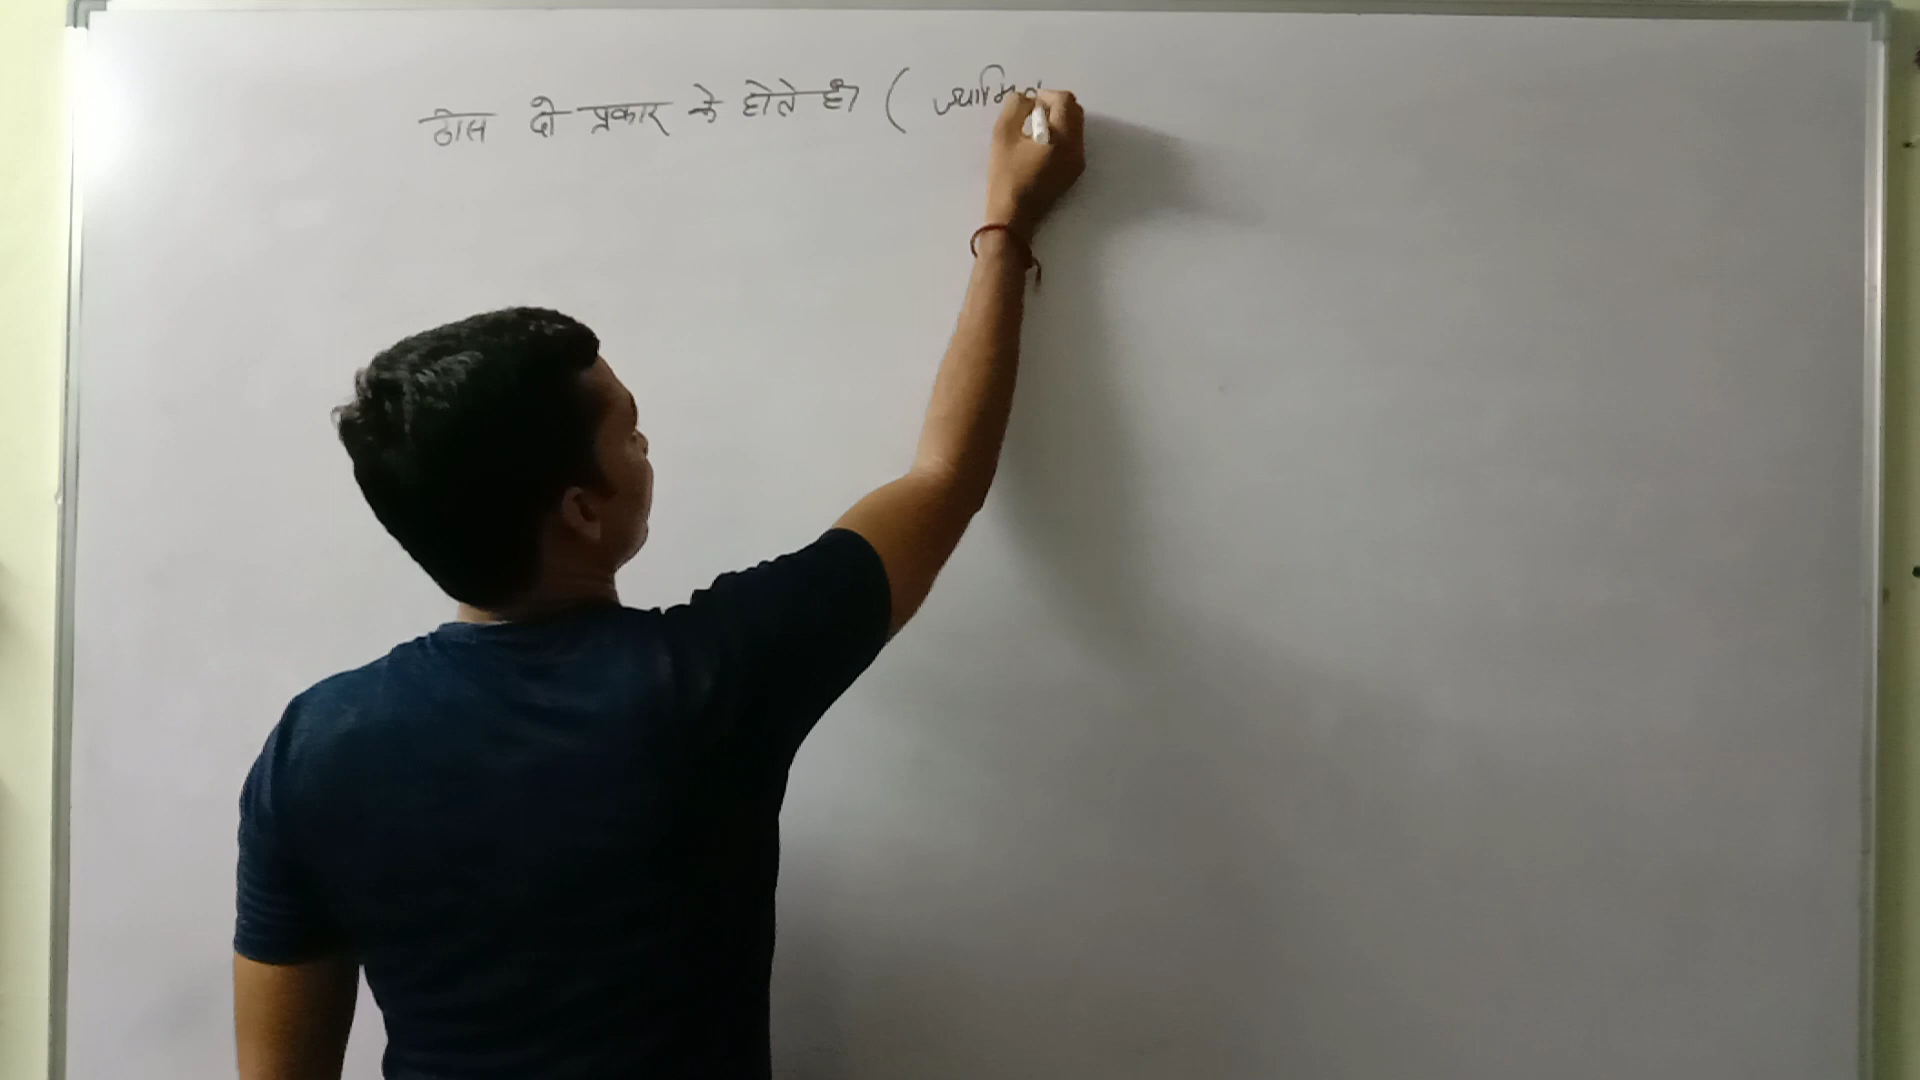 ठोस दो प्रकार के होते है। (